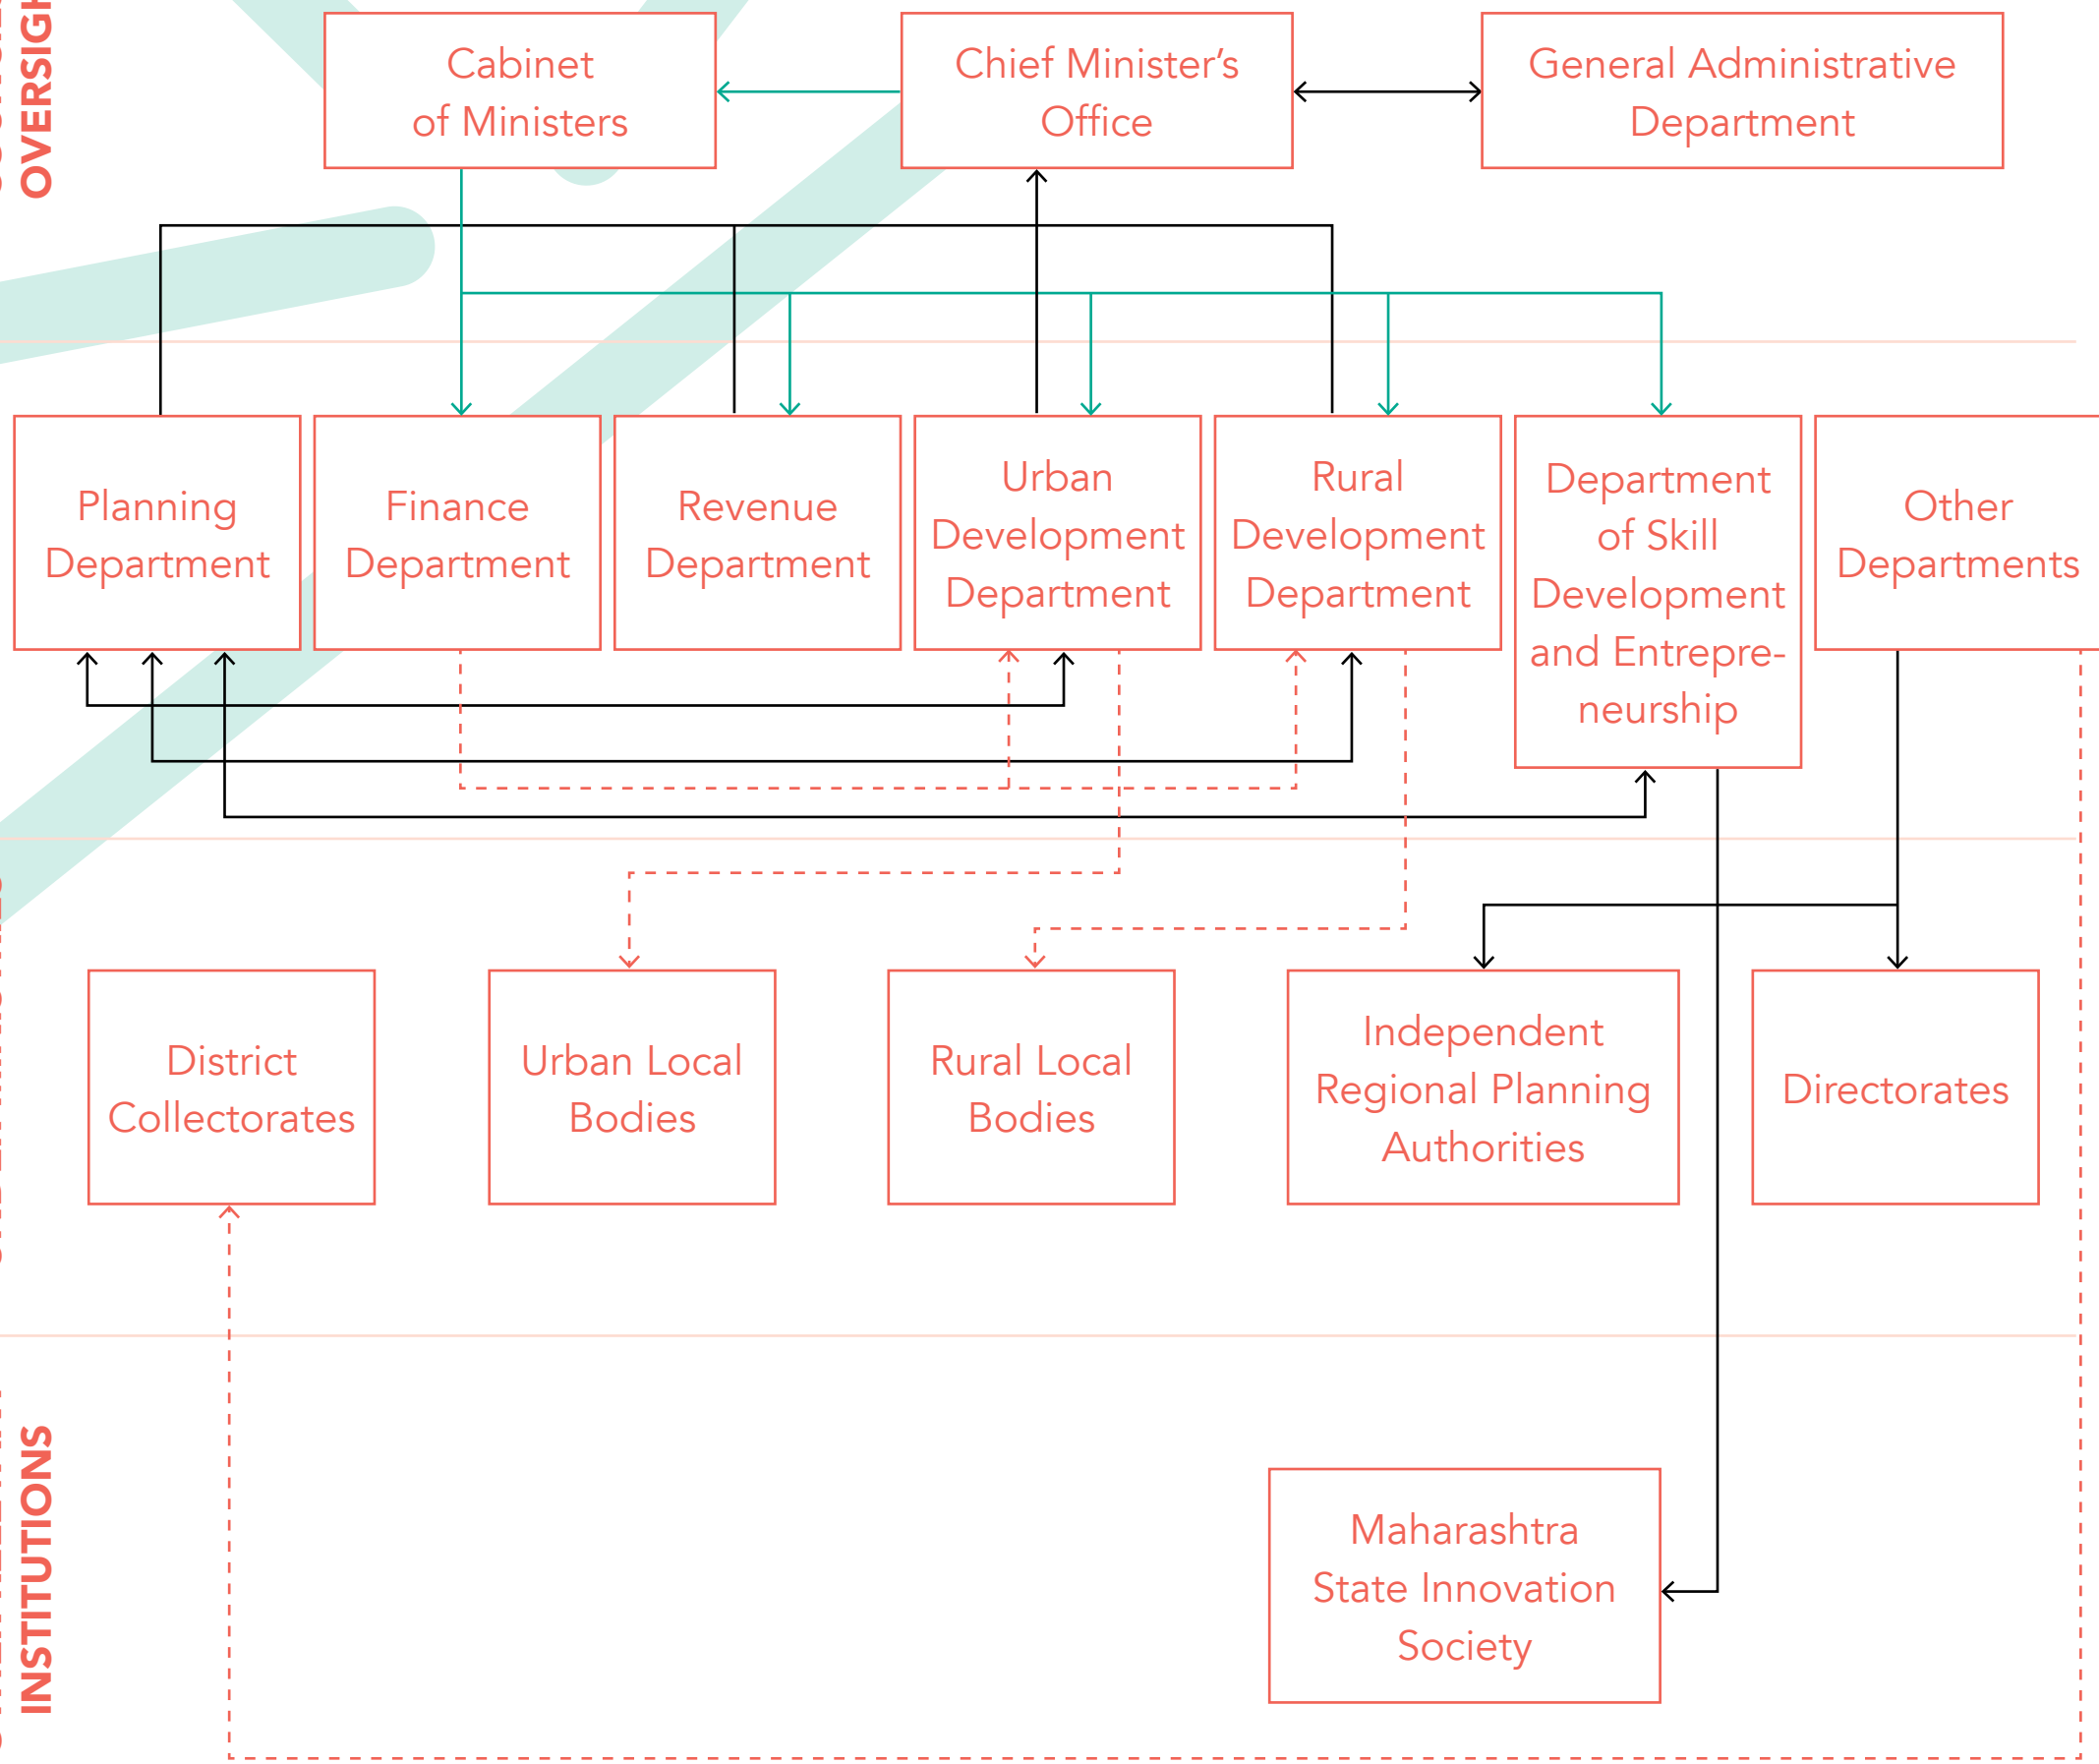 Cabinet
of Ministers
Chief Minister's
Office
General Administrative
Department
Planning
Department
Finance
Department
Revenue
Department
Urban
Development
Department
Rural
Development
Department
Department
of Skill
Development
and Entrepre-
neurship
Other
Departments
District
Collectorates
Urban Local
Bodies
Rural Local
Bodies
Independent
Regional Planning
Authorities
Directorates
INSTITUTIONS
Maharashtra
State Innovation
Society